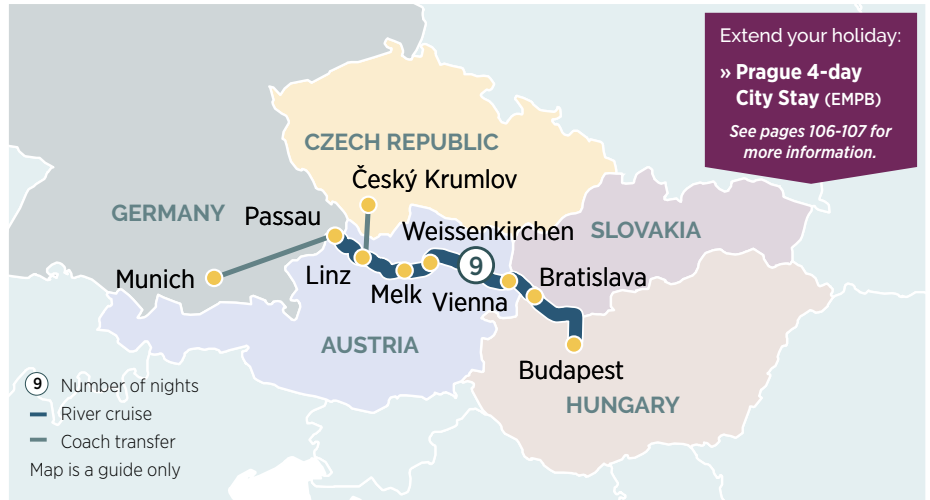 Extend your holiday:
» Prague 4-day
City Stay (EMPB)
See pages 106-107 for
more information.
CZECH REPUBLIC
Český Krumlov
GERMANY
Passau
Weissenkirchen
SLOVAKIA
Munich
Linz
9
Bratislava
Melk
Vienna
AUSTRIA
Budapest
HUNGARY
9 Number of nights
River cruise
Coach transfer
Map is a guide only